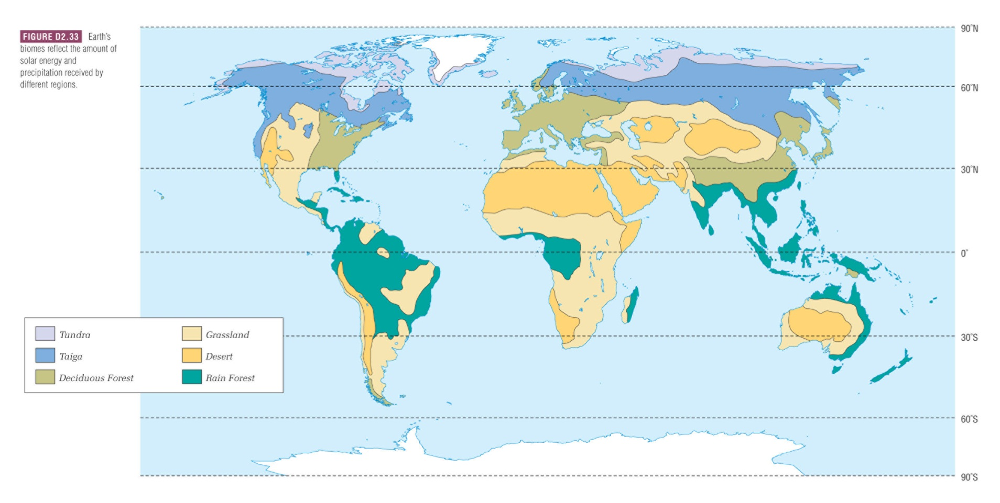 FIGURE D2.33 Earth's
biomes reflect the amount of
solar energy and
precipitation received by
different regions.
90°N
60°N
30°N
0°
30°S
60°S
90°S
Tundra
Taiga
Deciduous Forest
Grassland
Desert
Rain Forest